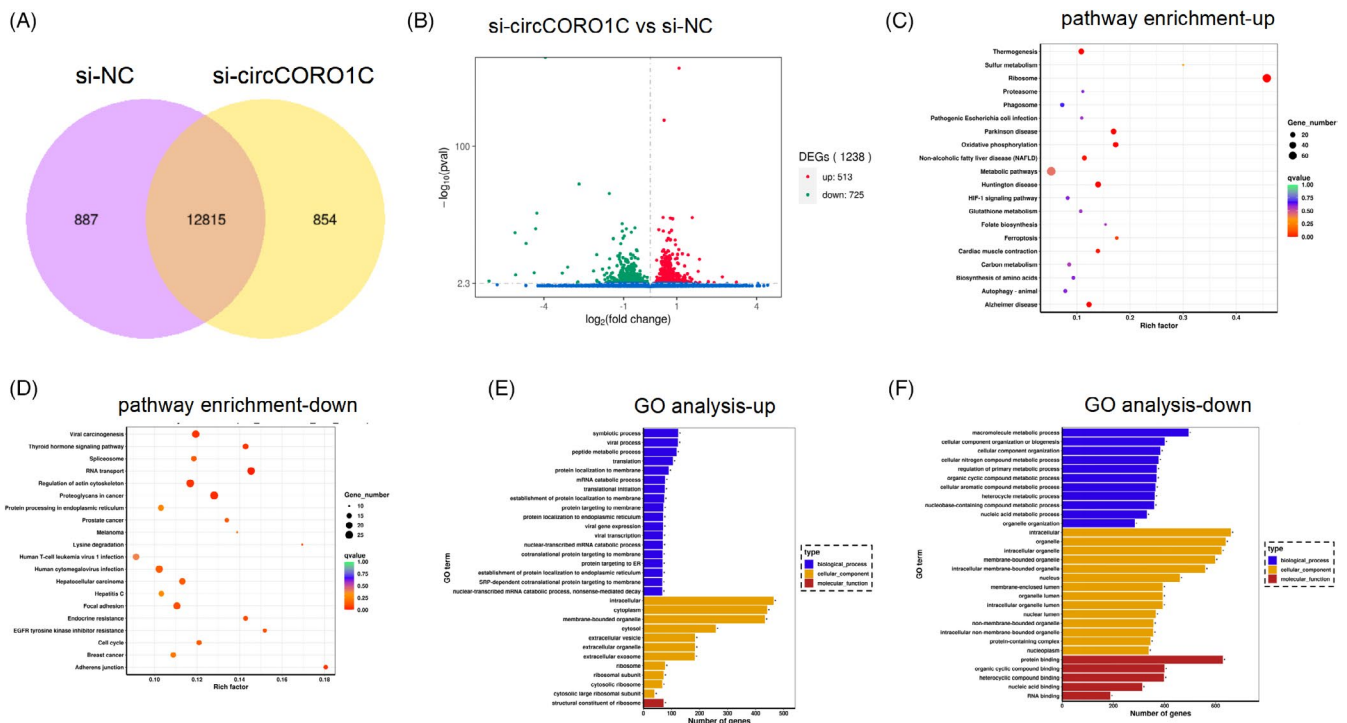 (A)
si-NC
si-circCORO1C
887
12815
854
(B)
si-circCORO1C vs si-NC
−log10(pval)
100
2.3
-4
-1
1
4
log2(fold change)
DEGs ( 1238 )
up: 513
down: 725
(C)
pathway enrichment-up
Thermogenesis
Sulfur metabolism
Ribosome
Proteasome
Phagosome
Pathogenic Escherichia coli infection
Parkinson disease
Oxidative phosphorylation
Non-alcoholic fatty liver disease (NAFLD)
Metabolic pathways
Huntington disease
HIF-1 signaling pathway
Glutathione metabolism
Folate biosynthesis
Ferroptosis
Cardiac muscle contraction
Carbon metabolism
Biosynthesis of amino acids
Autophagy - animal
Alzheimer disease
0.1
0.2
0.3
0.4
Rich factor
Gene_number
20
40
60
qvalue
1.00
0.75
0.50
0.25
0.00
(D)
pathway enrichment-down
Viral carcinogenesis
Thyroid hormone signaling pathway
Spliceosome
RNA transport
Regulation of actin cytoskeleton
Proteoglycans in cancer
Protein processing in endoplasmic reticulum
Prostate cancer
Melanoma
Lysine degradation
Human T-cell leukemia virus 1 infection
Human cytomegalovirus infection
Hepatocellular carcinoma
Hepatitis C
Focal adhesion
Endocrine resistance
EGFR tyrosine kinase inhibitor resistance
Cell cycle
Breast cancer
Adherens junction
0.10
0.12
0.14
0.16
0.18
Rich factor
Gene_number
10
15
20
25
qvalue
1.00
0.75
0.50
0.25
0.00
(E)
GO analysis-up
GO term
symbiotic process
viral process
peptide metabolic process
translation
protein localization to membrane
mRNA catabolic process
translational initiation
establishment of protein localization to membrane
protein targeting to membrane
protein localization to endoplasmic reticulum
viral gene expression
viral transcription
nuclear-transcribed mRNA catabolic process
cotranslational protein targeting to membrane
protein targeting to ER
establishment of protein localization to endoplasmic reticulum
SRP-dependent cotranslational protein targeting to membrane
nuclear-transcribed mRNA catabolic process, nonsense-mediated decay
intracellular
cytoplasm
membrane-bounded organelle
cytosol
extracellular vesicle
extracellular organelle
extracellular exosome
ribosome
ribosomal subunit
cytosolic ribosome
cytosolic large ribosomal subunit
structural constituent of ribosome
0
100
200
300
400
500
Number of genes
type
biological_process
cellular_component
molecular_function
(F)
GO analysis-down
GO term
macromolecule metabolic process
cellular component organization or biogenesis
cellular component organization
cellular nitrogen compound metabolic process
regulation of primary metabolic process
organic cyclic compound metabolic process
cellular aromatic compound metabolic process
heterocycle metabolic process
nucleobase-containing compound metabolic process
nucleic acid metabolic process
organelle organization
intracellular
organelle
intracellular organelle
membrane-bounded organelle
intracellular membrane-bounded organelle
nucleus
membrane-enclosed lumen
organelle lumen
intracellular organelle lumen
nuclear lumen
non-membrane-bounded organelle
intracellular non-membrane-bounded organelle
protein-containing complex
nucleoplasm
protein binding
organic cyclic compound binding
heterocyclic compound binding
nucleic acid binding
RNA binding
0
200
400
600
Number of genes
type
biological_process
cellular_component
molecular_function